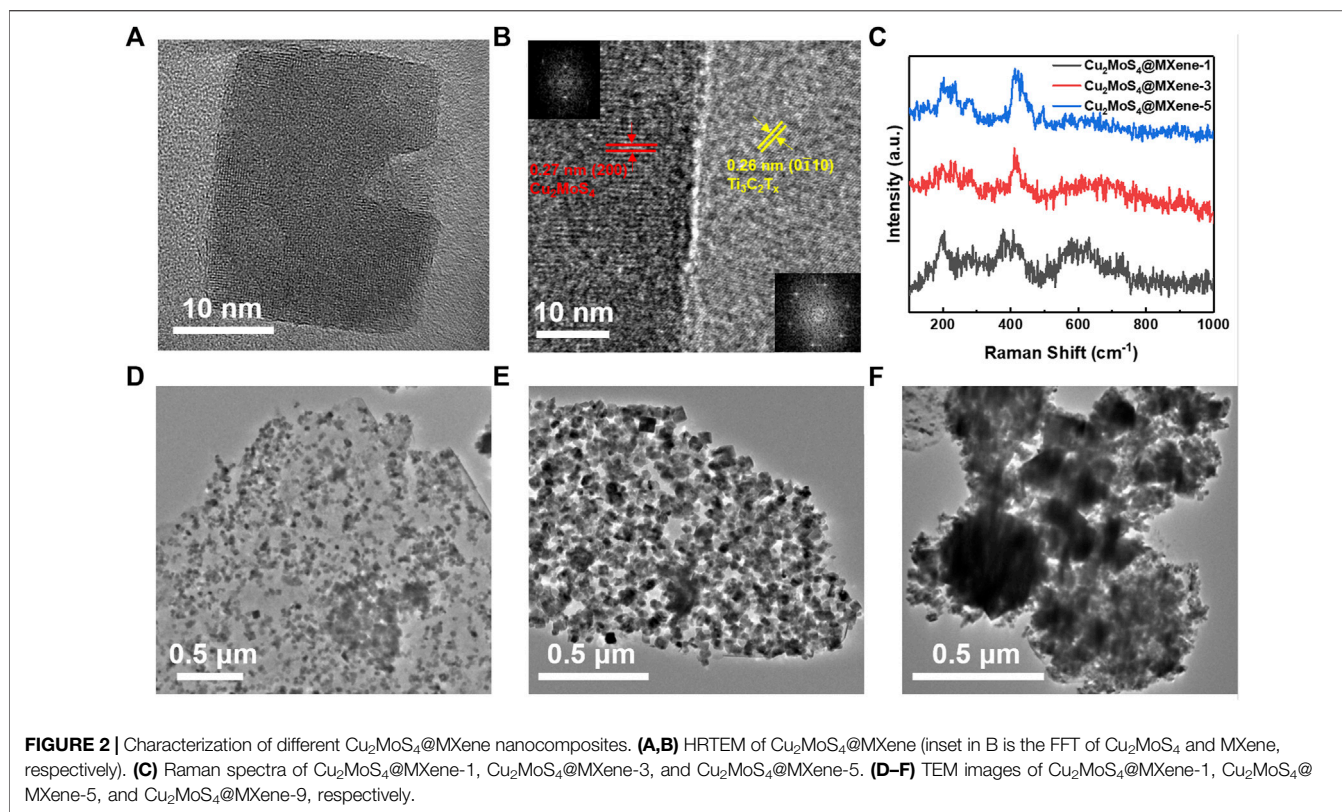 A
B
C
10 nm
0.27 nm (200)
Cu₂MoS₄
0.26 nm (01̅10)
Ti₃C₂Tₓ
10 nm
Cu₂MoS₄@MXene-1
Cu₂MoS₄@MXene-3
Cu₂MoS₄@MXene-5
Intensity (a.u.)
200 400 600 800 1000
Raman Shift (cm⁻¹)
D
E
F
0.5 μm
0.5 μm
0.5 μm
FIGURE 2 | Characterization of different Cu₂MoS₄@MXene nanocomposites. (A,B) HRTEM of Cu₂MoS₄@MXene (inset in B is the FFT of Cu₂MoS₄ and MXene,
respectively). (C) Raman spectra of Cu₂MoS₄@MXene-1, Cu₂MoS₄@MXene-3, and Cu₂MoS₄@MXene-5. (D–F) TEM images of Cu₂MoS₄@MXene-1, Cu₂MoS₄@
MXene-5, and Cu₂MoS₄@MXene-9, respectively.